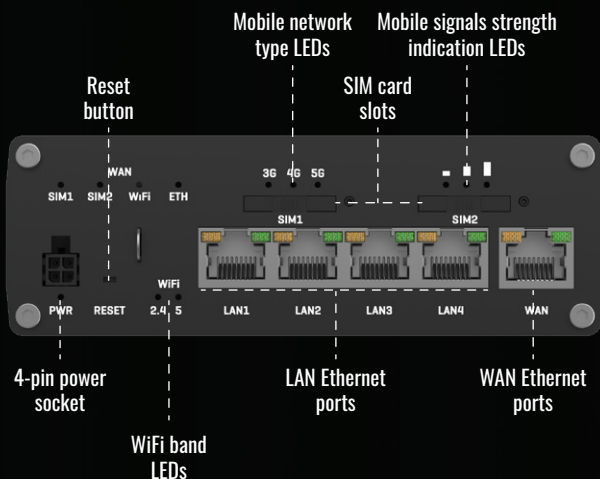 Mobile network
type LEDs
Mobile signals strength
indication LEDs
Reset
button
SIM card
slots
WAN
SIM1 SIM2 WiFi ETH
3G 4G 5G
SIM1 SIM2
WiFi
PWR RESET 2.4 5 LAN1 LAN2 LAN3 LAN4 WAN
4-pin power
socket
LAN Ethernet
ports
WAN Ethernet
ports
WiFi band
LEDs